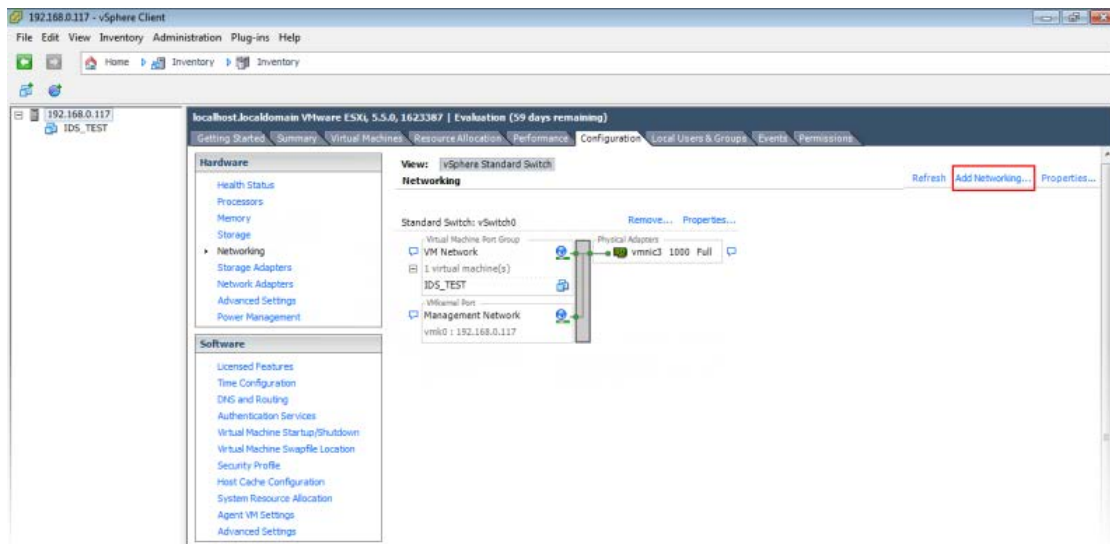 192.168.0.117 - vSphere Client
File Edit View Inventory Administration Plug-ins Help
Home Inventory Inventory
192.168.0.117
IDS_TEST
localhost.localdomain VMware ESXi, 5.5.0, 1623387 | Evaluation (59 days remaining)
Getting Started Summary Virtual Machines Resource Allocation Performance Configuration Local Users & Groups Events Permissions
Hardware
Health Status
Processors
Memory
Storage
Networking
Storage Adapters
Network Adapters
Advanced Settings
Power Management
Software
Licensed Features
Time Configuration
DNS and Routing
Authentication Services
Virtual Machine Startup/Shutdown
Virtual Machine Swapfile Location
Security Profile
Host Cache Configuration
System Resource Allocation
Agent VM Settings
Advanced Settings
View: vSphere Standard Switch
Networking
Refresh Add Networking... Properties...
Standard Switch: vSwitch0 Remove... Properties...
Virtual Machine Port Group Physical Adapters
VM Network vmnic3 1000 Full
1 virtual machine(s)
IDS_TEST
VMkernel Port
Management Network
vmk0 : 192.168.0.117